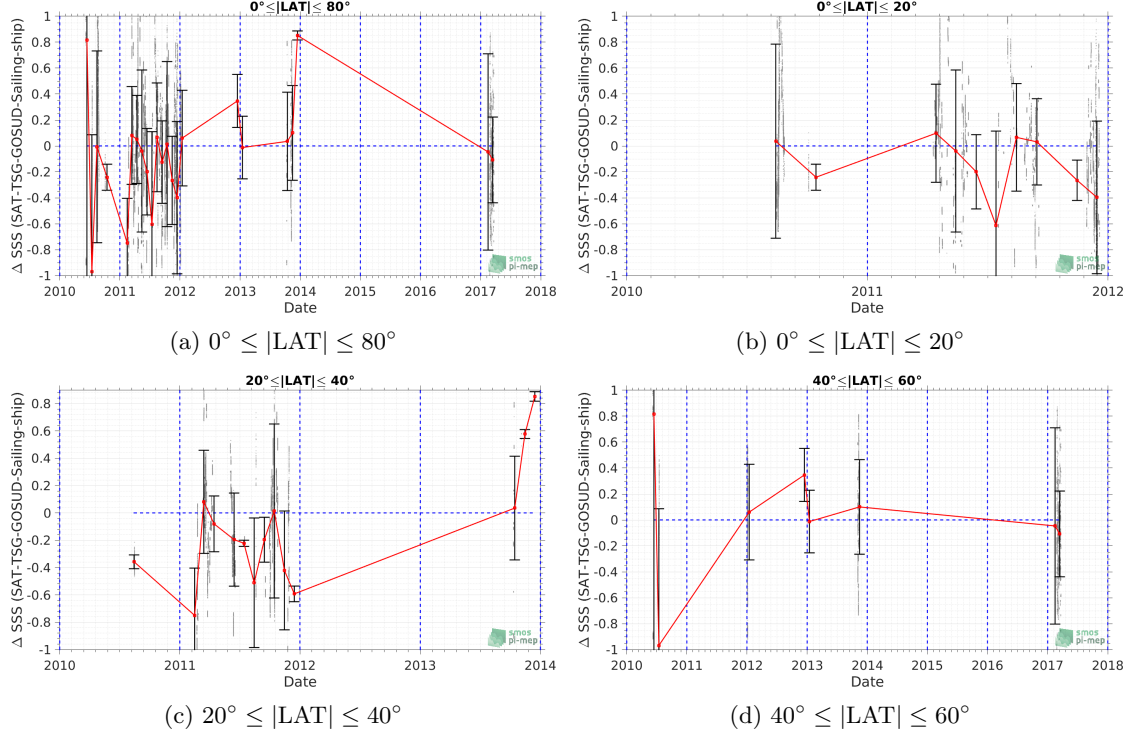 0°≤|LAT|≤ 80°
Δ SSS (SAT-TSG-GOSUD-Sailing-ship)
1
0.8
0.6
0.4
0.2
0
-0.2
-0.4
-0.6
-0.8
-1
2010 2011 2012 2013 2014 2015 2016 2017 2018
Date
smos
pi-mep
(a) 0° ≤ |LAT| ≤ 80°
0°≤|LAT|≤ 20°
Δ SSS (SAT-TSG-GOSUD-Sailing-ship)
1
0.8
0.6
0.4
0.2
0
-0.2
-0.4
-0.6
-0.8
-1
2010 2011 2012
Date
smos
pi-mep
(b) 0° ≤ |LAT| ≤ 20°
20°≤|LAT|≤ 40°
Δ SSS (SAT-TSG-GOSUD-Sailing-ship)
0.8
0.6
0.4
0.2
0
-0.2
-0.4
-0.6
-0.8
-1
2010 2011 2012 2013 2014
Date
smos
pi-mep
(c) 20° ≤ |LAT| ≤ 40°
40°≤|LAT|≤ 60°
Δ SSS (SAT-TSG-GOSUD-Sailing-ship)
1
0.8
0.6
0.4
0.2
0
-0.2
-0.4
-0.6
-0.8
-1
2010 2011 2012 2013 2014 2015 2016 2017 2018
Date
smos
pi-mep
(d) 40° ≤ |LAT| ≤ 60°